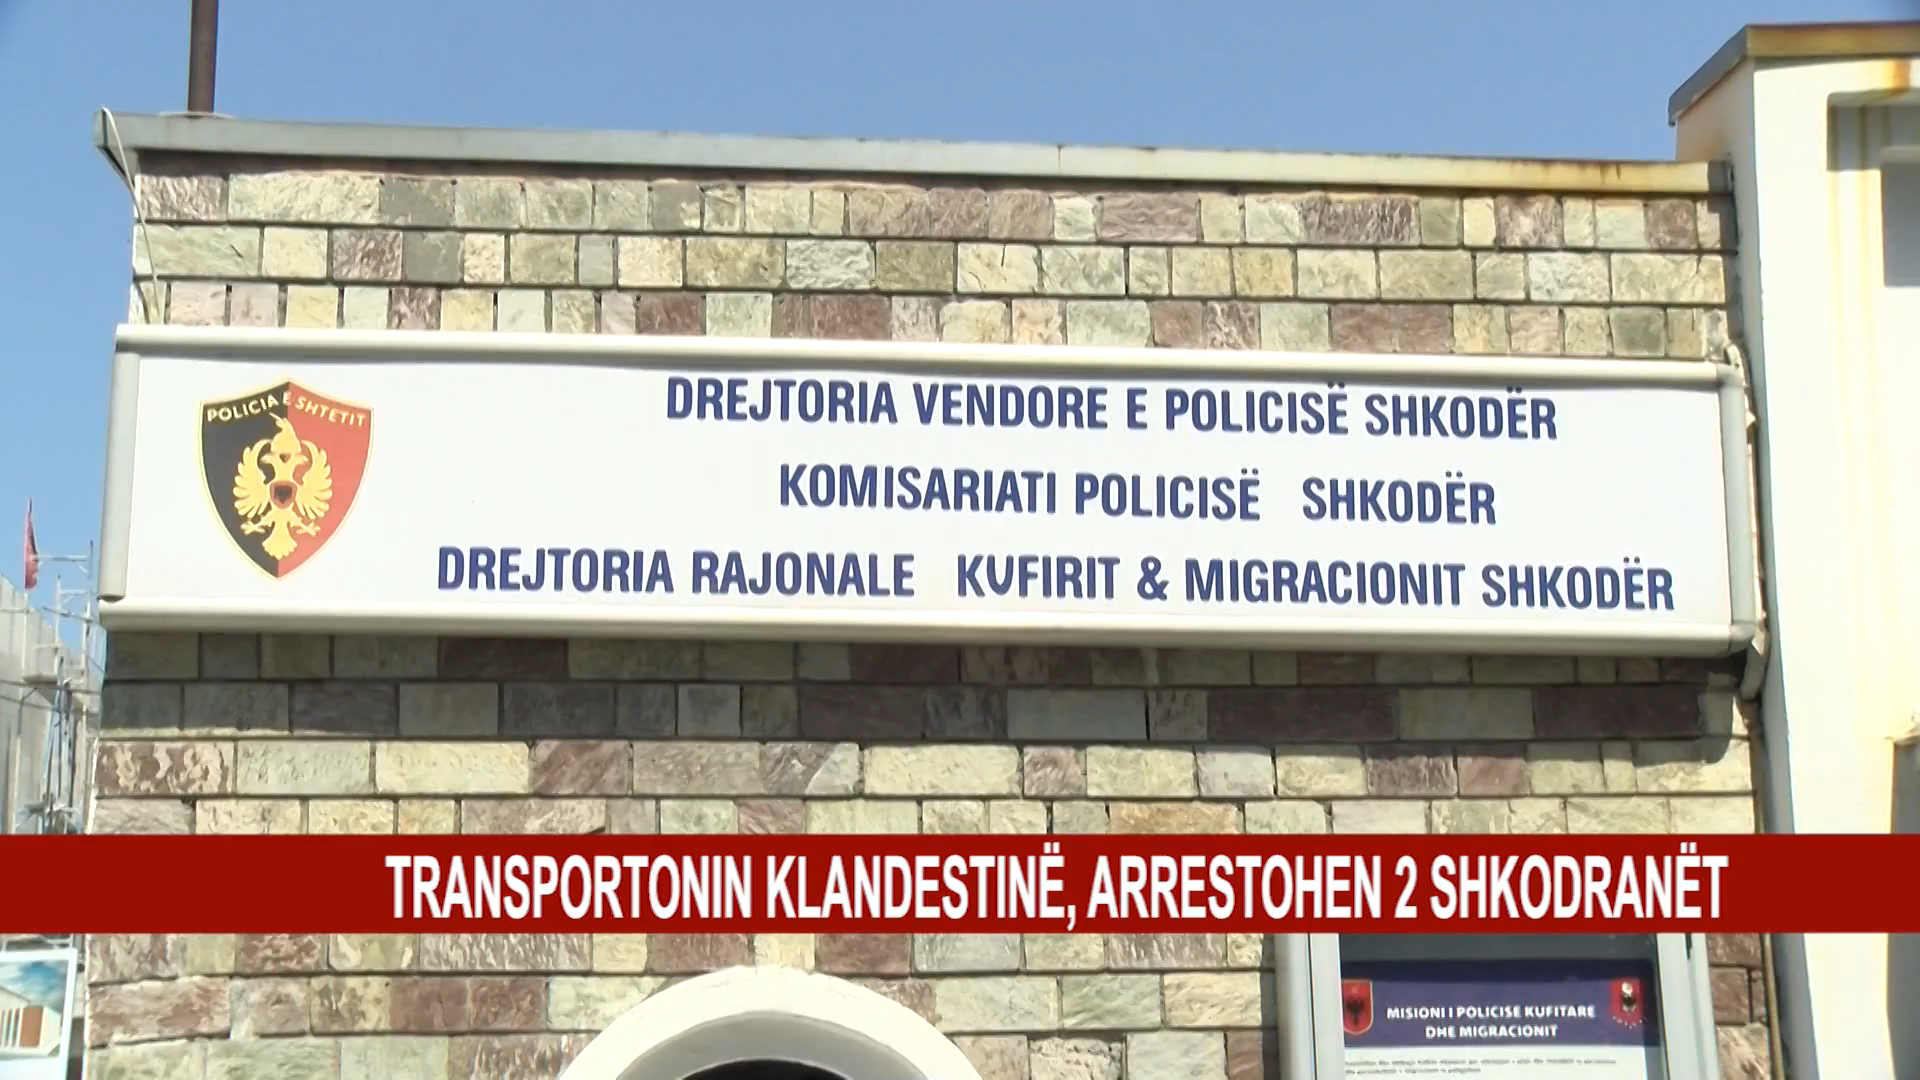 POLICIA E SHTETIT
DREJTORIA VENDORE E POLICISË SHKODËR
KOMISARIATI POLICISË SHKODËR
DREJTORIA RAJONALE KUFIRIT & MIGRACIONIT SHKODËR
TRANSPORTONIN KLANDESTINË, ARRESTOHEN 2 SHKODRANËT
MISIONI I POLICISË KUFITARE
DHE MIGRACIONIT